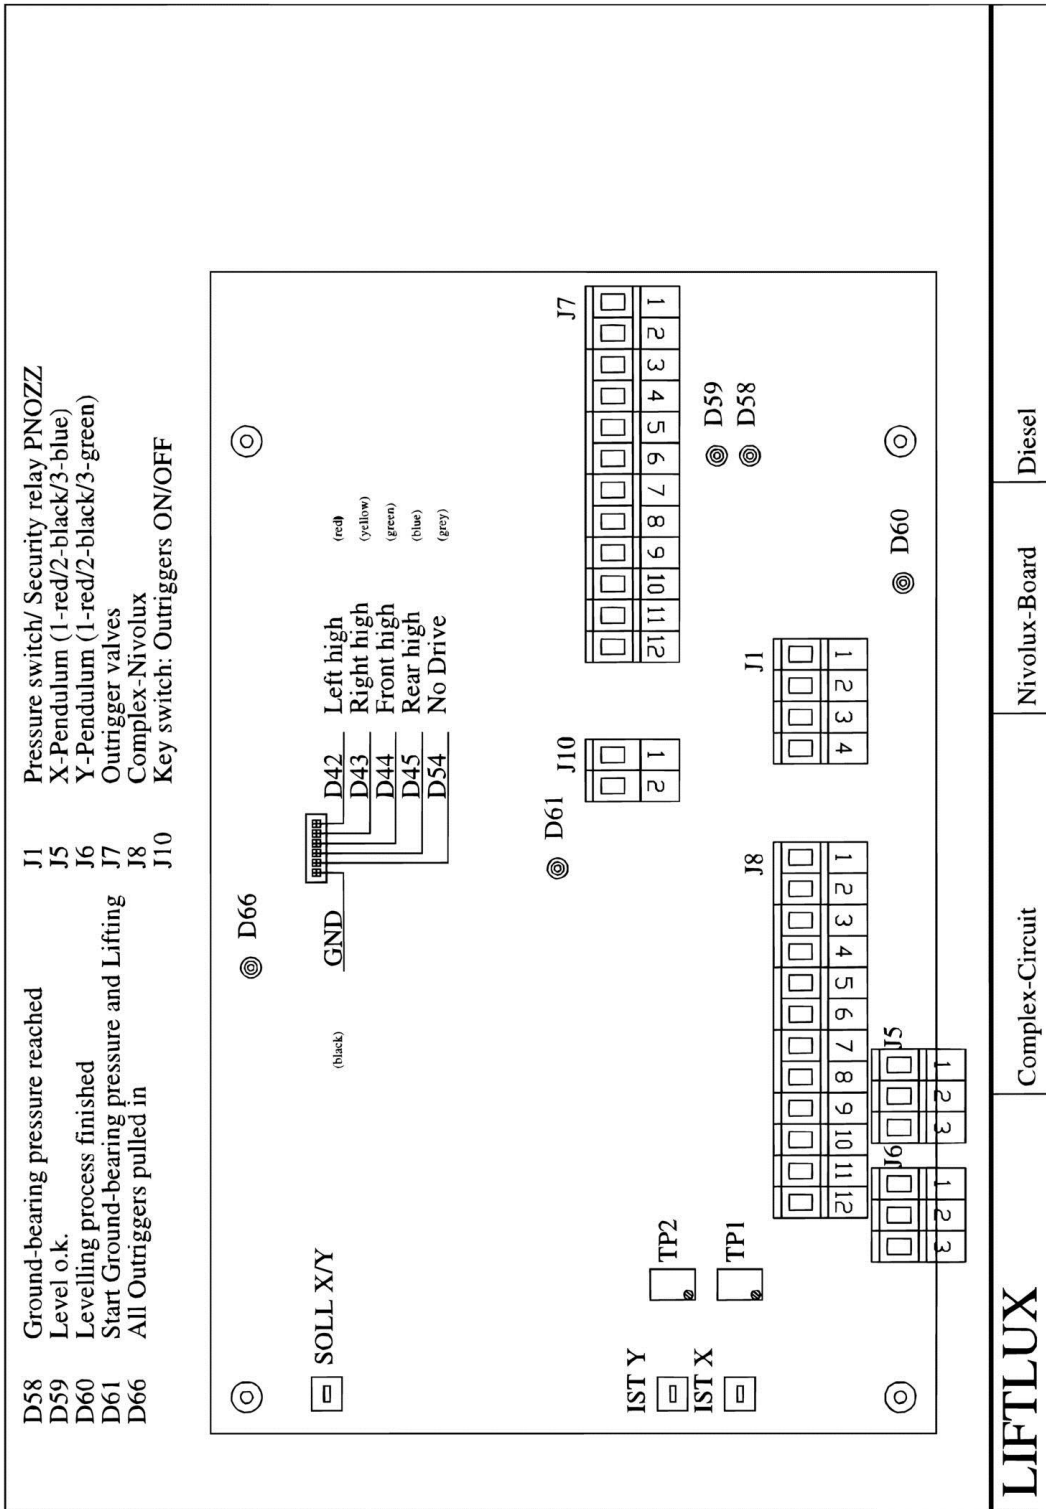 D58 Ground-bearing pressure reached
D59 Level o.k.
D60 Levelling process finished
D61 Start Ground-bearing pressure and Lifting
D66 All Outriggers pulled in
J1 Pressure switch/ Security relay PNOZZ
J5 X-Pendulum (1-red/2-black/3-blue)
J6 Y-Pendulum (1-red/2-black/3-green)
J7 Outrigger valves
J8 Complex-Nivolux
J10 Key switch: Outriggers ON/OFF
D66
SOLL X/Y
(black)
GND
D42 Left high (red)
D43 Right high (yellow)
D44 Front high (green)
D45 Rear high (blue)
D54 No Drive (grey)
D61
J10
2 1
J7
12 11 10 9 8 7 6 5 4 3 2 1
IST Y
TP2
IST X
TP1
D59
D58
J8
12 11 10 9 8 7 6 5 4 3 2 1
J1
4 3 2 1
J6
3 2 1
J5
3 2 1
D60
LIFTLUX
Complex-Circuit
Nivolux-Board
Diesel